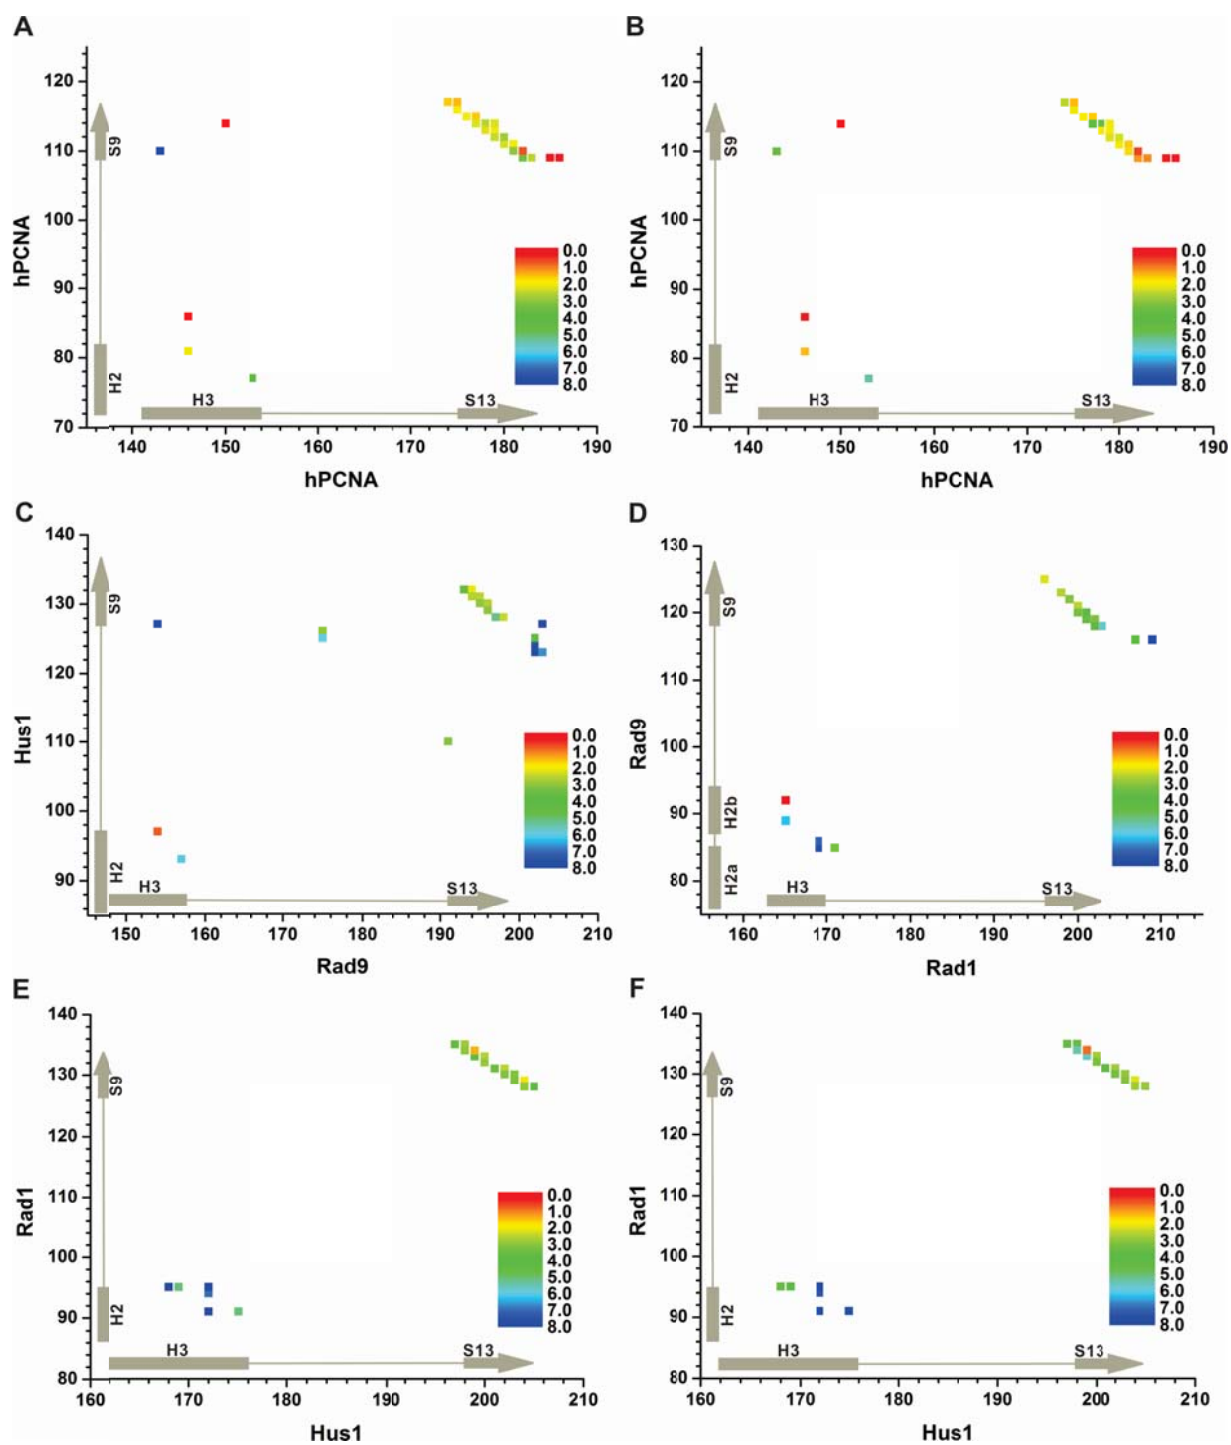 A
120
110
100
90
80
70
hPCNA
S9
H2
H3
S13
0.0
1.0
2.0
3.0
4.0
5.0
6.0
7.0
8.0
140 150 160 170 180 190
hPCNA
B
120
110
100
90
80
70
hPCNA
S9
H2
H3
S13
0.0
1.0
2.0
3.0
4.0
5.0
6.0
7.0
8.0
140 150 160 170 180 190
hPCNA
C
140
130
120
110
100
90
Hus1
S9
H2
H3
S13
0.0
1.0
2.0
3.0
4.0
5.0
6.0
7.0
8.0
150 160 170 180 190 200 210
Rad9
D
130
120
110
100
90
80
Rad9
S9
H2b
H2a
H3
S13
0.0
1.0
2.0
3.0
4.0
5.0
6.0
7.0
8.0
160 170 180 190 200 210
Rad1
E
140
130
120
110
100
90
80
Rad1
S9
H2
H3
S13
0.0
1.0
2.0
3.0
4.0
5.0
6.0
7.0
8.0
160 170 180 190 200 210
Hus1
F
140
130
120
110
100
90
80
Rad1
S9
H2
H3
S13
0.0
1.0
2.0
3.0
4.0
5.0
6.0
7.0
8.0
160 170 180 190 200 210
Hus1